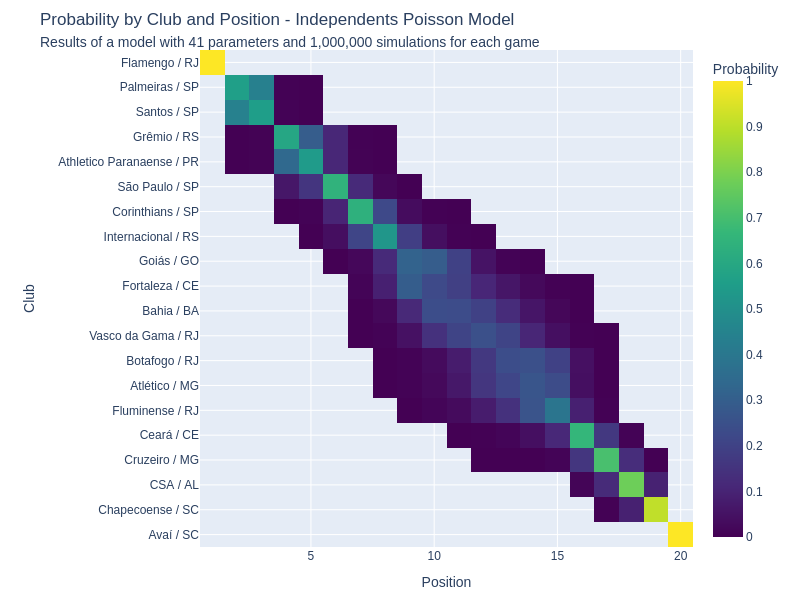 Probability by Club and Position - Independents Poisson Model
Results of a model with 41 parameters and 1,000,000 simulations for each game
Probability
Flamengo / RJ
Palmeiras / SP
Santos / SP
Grêmio / RS
Athletico Paranaense / PR
São Paulo / SP
Corinthians / SP
Internacional / RS
Goiás / GO
Fortaleza / CE
Bahia / BA
Vasco da Gama / RJ
Botafogo / RJ
Atlético / MG
Fluminense / RJ
Ceará / CE
Cruzeiro / MG
CSA / AL
Chapecoense / SC
Avaí / SC
Club
5
10
15
20
Position
1
0.9
0.8
0.7
0.6
0.5
0.4
0.3
0.2
0.1
0